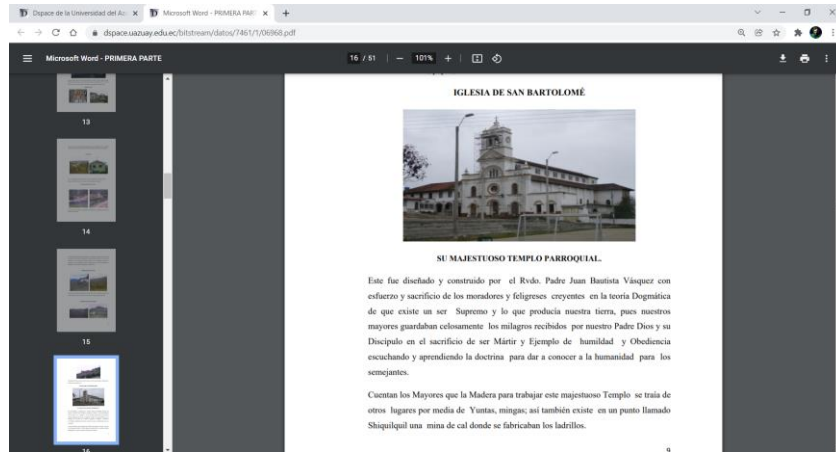 Dspace de la Universidad del Az
Microsoft Word - PRIMERA PAR
dspace.uazuay.edu.ec/bitstream/datos/7461/1/06968.pdf
Microsoft Word - PRIMERA PARTE
16 / 51
101%
13
14
15
16
IGLESIA DE SAN BARTOLOMÉ
SU MAJESTUOSO TEMPLO PARROQUIAL.
Este fue diseñado y construido por el Rvdo. Padre Juan Bautista Vásquez con
esfuerzo y sacrificio de los moradores y feligreses creyentes en la teoría Dogmática
de que existe un ser Supremo y lo que producía nuestra tierra, pues nuestros
mayores guardaban celosamente los milagros recibidos por nuestro Padre Dios y su
Discípulo en el sacrificio de ser Mártir y Ejemplo de humildad y Obediencia
escuchando y aprendiendo la doctrina para dar a conocer a la humanidad para los
semejantes.
Cuentan los Mayores que la Madera para trabajar este majestuoso Templo se traía de
otros lugares por media de Yuntas, mingas; así también existe en un punto llamado
Shiquilquil una mina de cal donde se fabricaban los ladrillos.
9